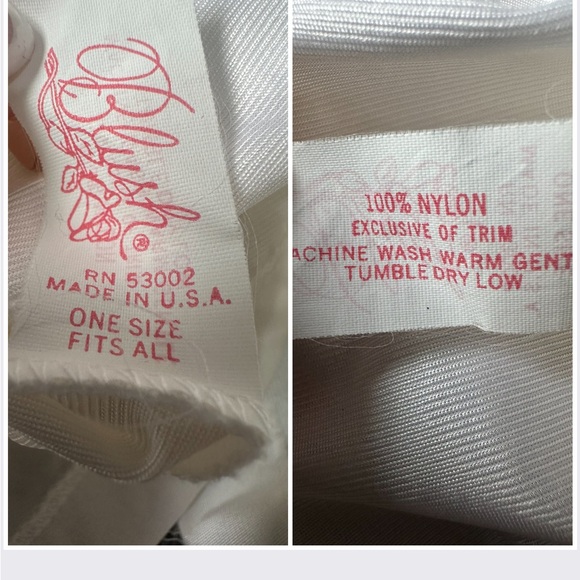 Blush
®
RN 53002
MADE IN U.S.A.
ONE SIZE
FITS ALL
100% NYLON
EXCLUSIVE OF TRIM
ACHINE WASH WARM GENT
TUMBLE DRY LOW